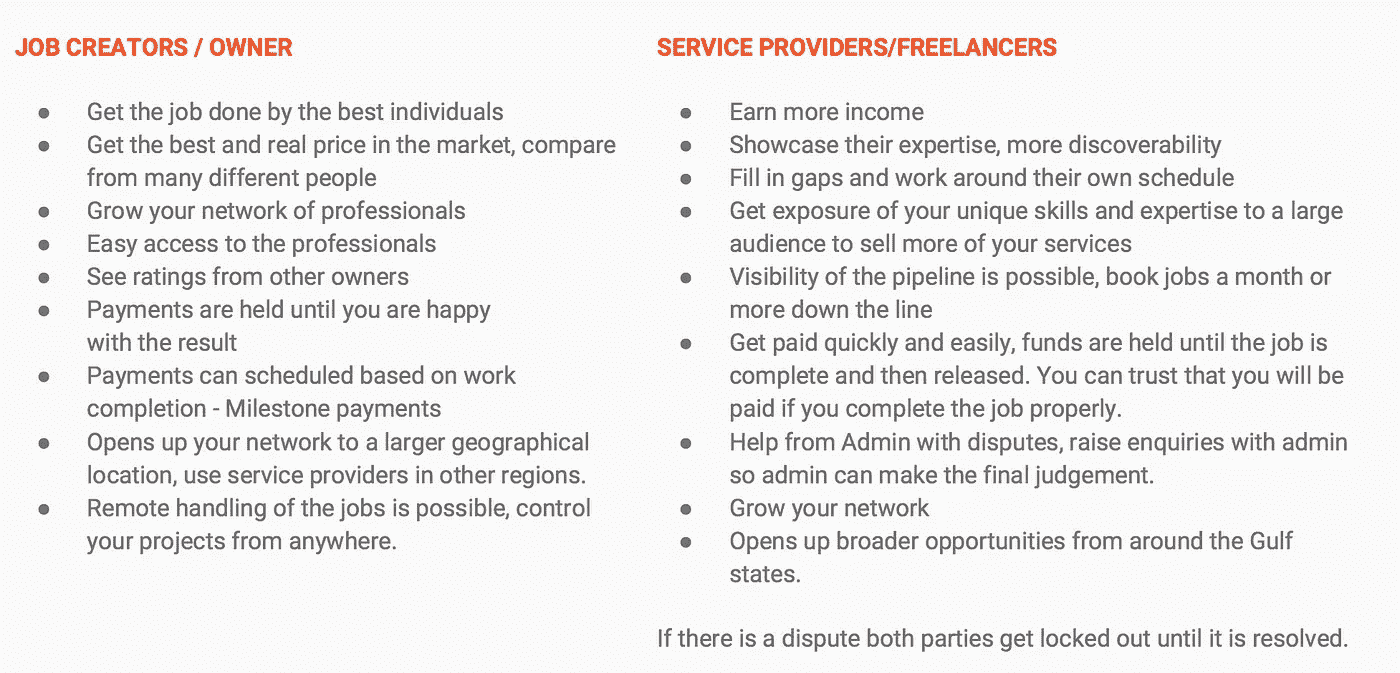 JOB CREATORS / OWNER
● Get the job done by the best individuals
● Get the best and real price in the market, compare
from many different people
● Grow your network of professionals
● Easy access to the professionals
● See ratings from other owners
● Payments are held until you are happy
with the result
● Payments can scheduled based on work
completion - Milestone payments
● Opens up your network to a larger geographical
location, use service providers in other regions.
● Remote handling of the jobs is possible, control
your projects from anywhere.
SERVICE PROVIDERS/FREELANCERS
● Earn more income
● Showcase their expertise, more discoverability
● Fill in gaps and work around their own schedule
● Get exposure of your unique skills and expertise to a large
audience to sell more of your services
● Visibility of the pipeline is possible, book jobs a month or
more down the line
● Get paid quickly and easily, funds are held until the job is
complete and then released. You can trust that you will be
paid if you complete the job properly.
● Help from Admin with disputes, raise enquiries with admin
so admin can make the final judgement.
● Grow your network
● Opens up broader opportunities from around the Gulf
states.
If there is a dispute both parties get locked out until it is resolved.